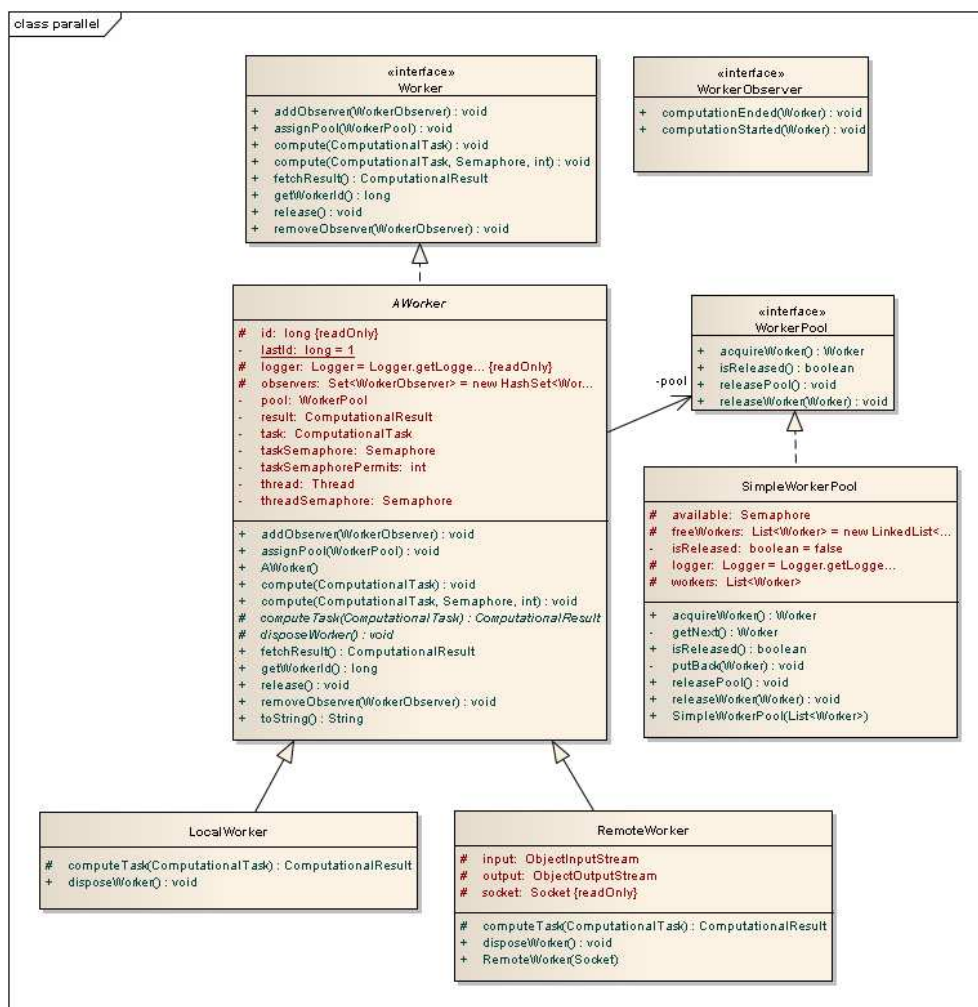 class parallel
«interface»
Worker
+ addObserver(WorkerObserver) : void
+ assignPool(WorkerPool) : void
+ compute(ComputationalTask) : void
+ compute(ComputationalTask, Semaphore, int) : void
+ fetchResult() : ComputationalResult
+ getWorkerId() : long
+ release() : void
+ removeObserver(WorkerObserver) : void
«interface»
WorkerObserver
+ computationEnded(Worker) : void
+ computationStarted(Worker) : void
AWorker
# id: long {readOnly}
- lastId: long = 1
# logger: Logger = Logger.getLogge... {readOnly}
# observers: Set<WorkerObserver> = new HashSet<Wor...
- pool: WorkerPool
- result: ComputationalResult
- task: ComputationalTask
- taskSemaphore: Semaphore
- taskSemaphorePermits: int
- thread: Thread
- threadSemaphore: Semaphore
+ addObserver(WorkerObserver) : void
+ assignPool(WorkerPool) : void
+ AWorker()
+ compute(ComputationalTask) : void
+ compute(ComputationalTask, Semaphore, int) : void
# computeTask(ComputationalTask) : ComputationalResult
# disposeWorker() : void
+ fetchResult() : ComputationalResult
+ getWorkerId() : long
+ release() : void
+ removeObserver(WorkerObserver) : void
+ toString() : String
-pool
«interface»
WorkerPool
+ acquireWorker() : Worker
+ isReleased() : boolean
+ releasePool() : void
+ releaseWorker(Worker) : void
SimpleWorkerPool
# available: Semaphore
# freeWorkers: List<Worker> = new LinkedList<...
- isReleased: boolean = false
# logger: Logger = Logger.getLogge...
# workers: List<Worker>
+ acquireWorker() : Worker
- getNext() : Worker
+ isReleased() : boolean
- putBack(Worker) : void
+ releasePool() : void
+ releaseWorker(Worker) : void
+ SimpleWorkerPool(List<Worker>)
LocalWorker
# computeTask(ComputationalTask) : ComputationalResult
+ disposeWorker() : void
RemoteWorker
# input: ObjectInputStream
# output: ObjectOutputStream
# socket: Socket {readOnly}
# computeTask(ComputationalTask) : ComputationalResult
+ disposeWorker() : void
+ RemoteWorker(Socket)